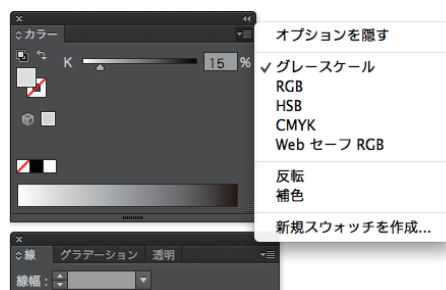 カラー
K 15 %
オプションを隠す
グレースケール
RGB
HSB
CMYK
Web セーフ RGB
反転
補色
新規スウォッチを作成...
線 グラデーション 透明
線幅 :